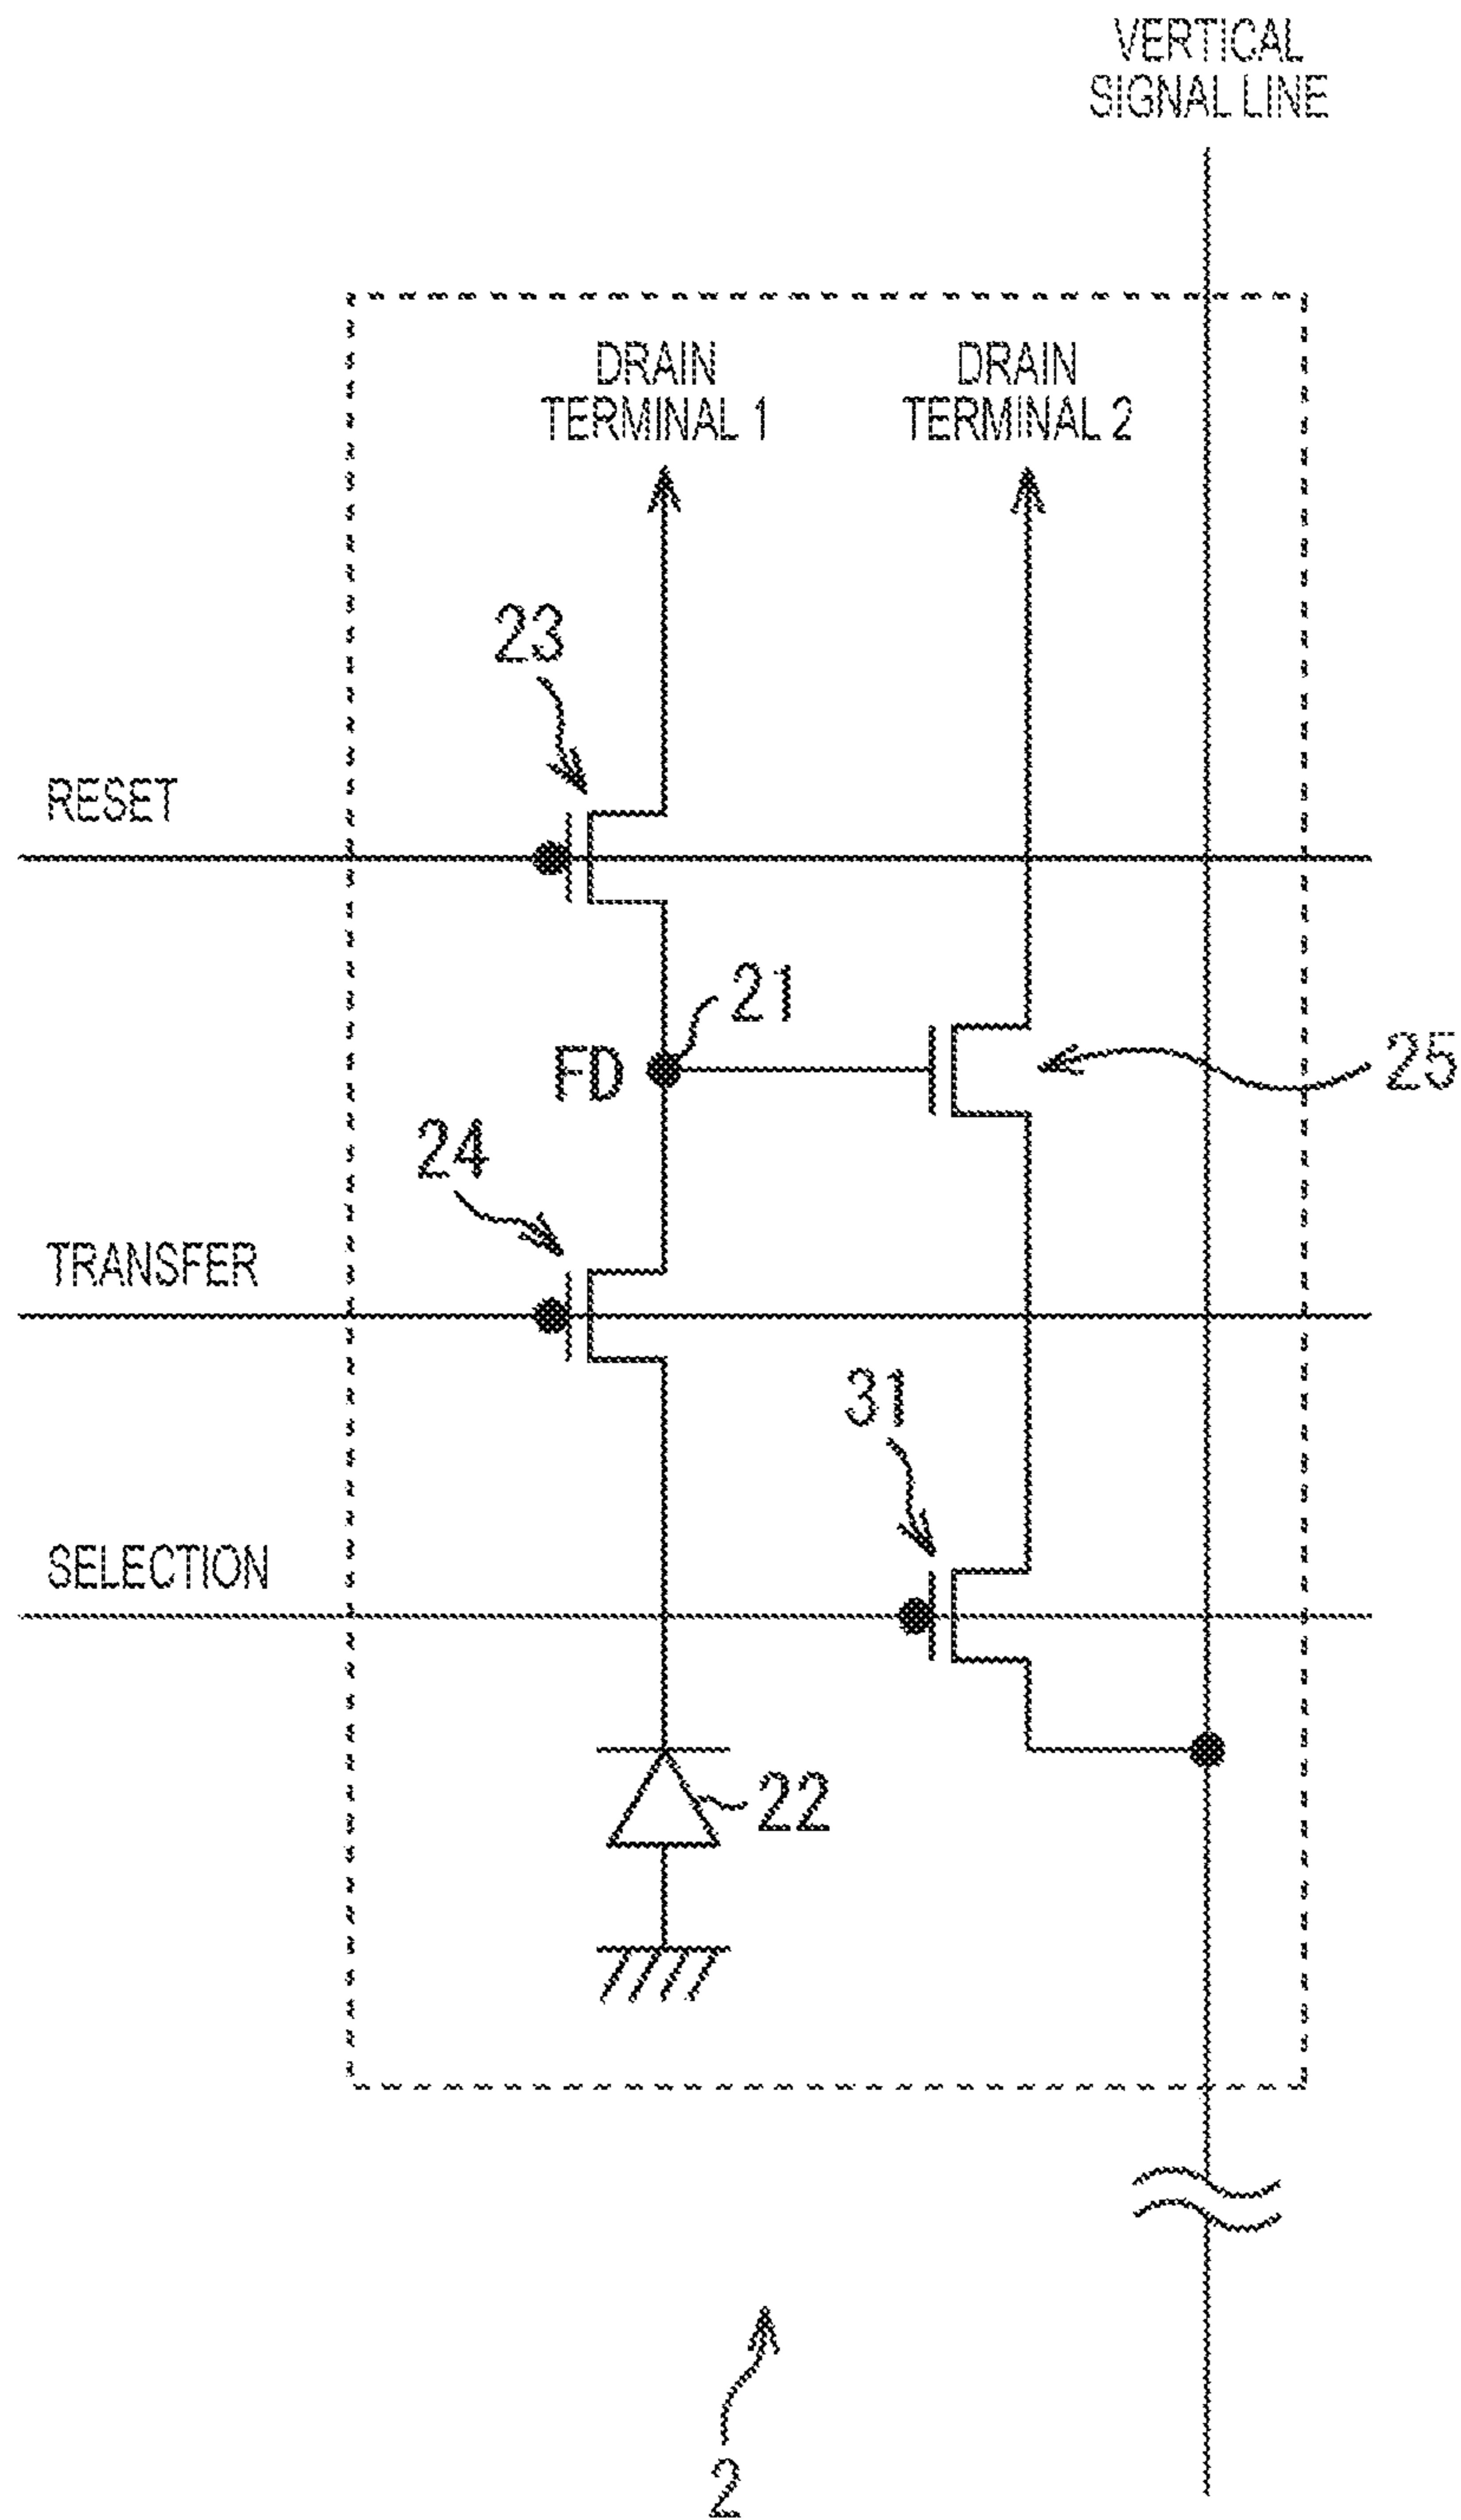 VERTICAL
SIGNAL LINE
DRAIN
TERMINAL 1
DRAIN
TERMINAL 2
23
RESET
21
FD
25
24
TRANSFER
31
SELECTION
22
2